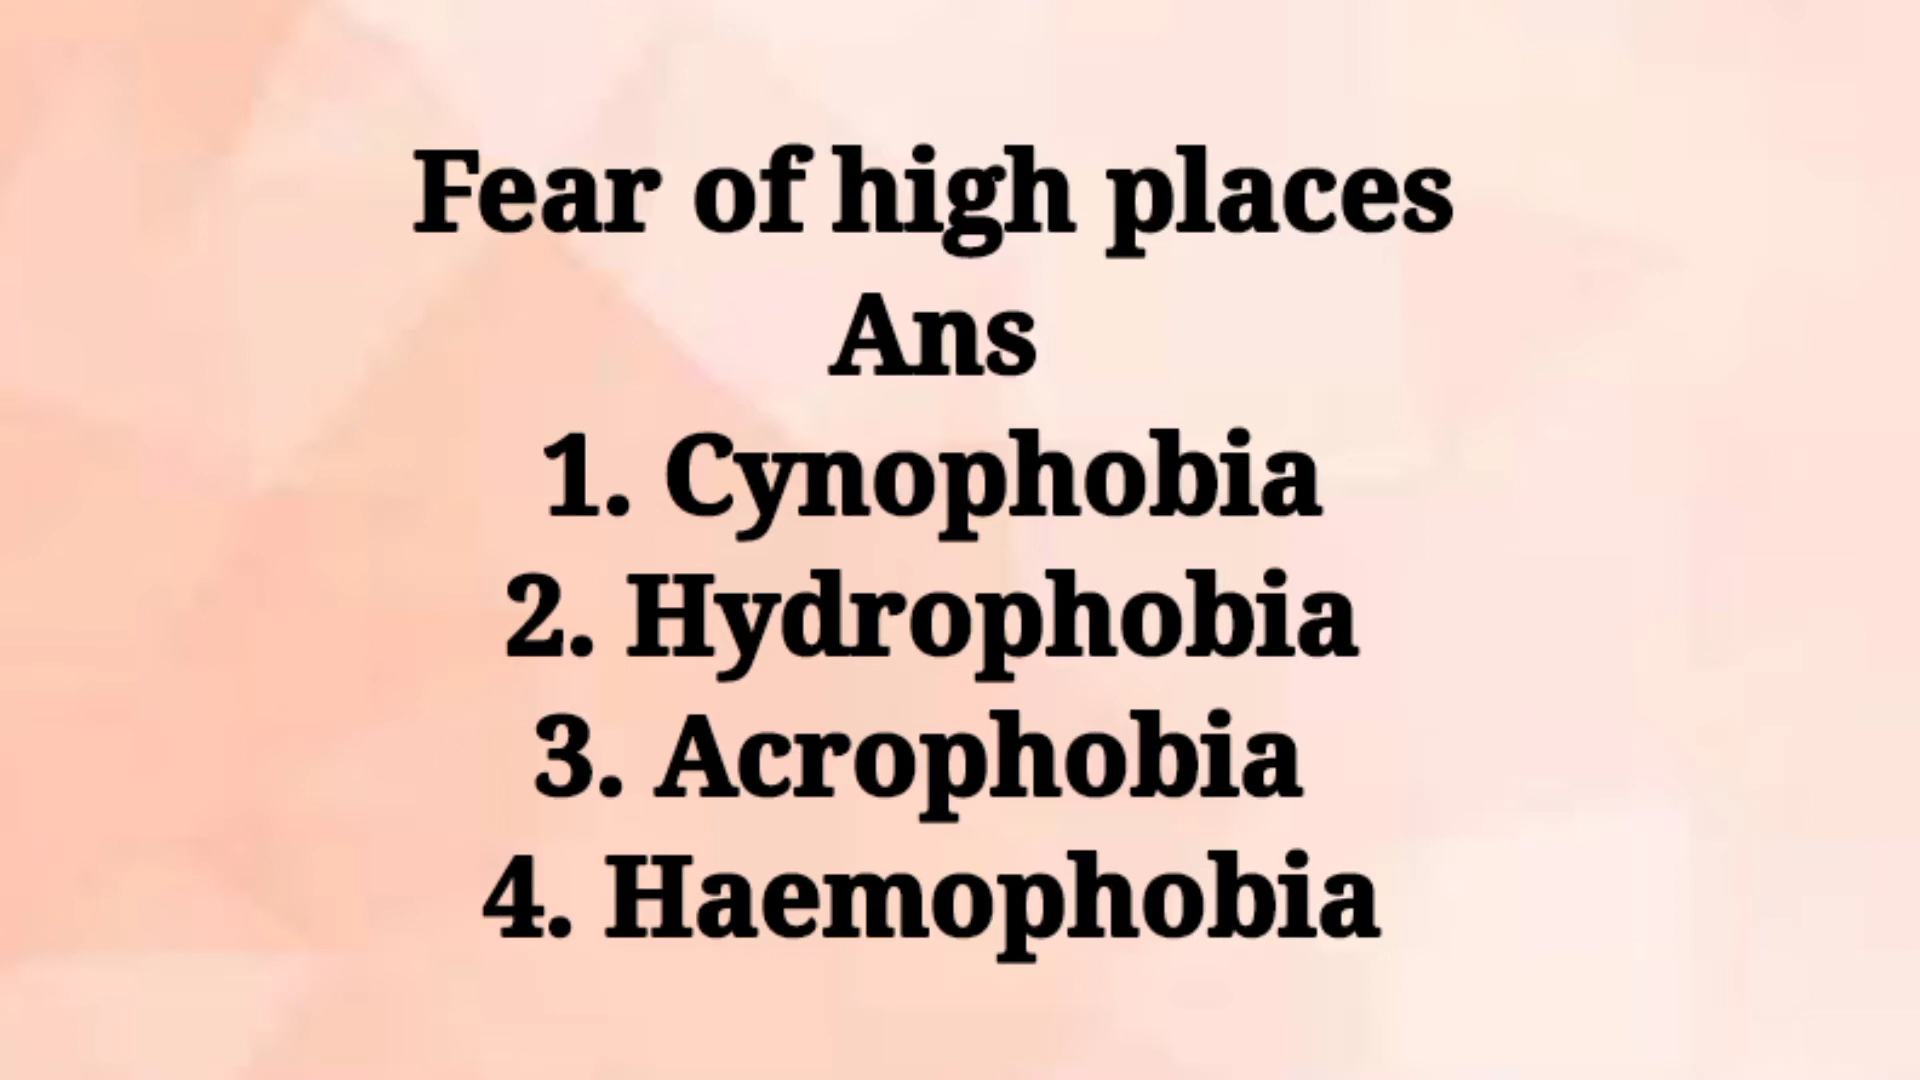 Fear of high places
Ans
1. Cynophobia
2. Hydrophobia
3. Acrophobia
4. Haemophobia